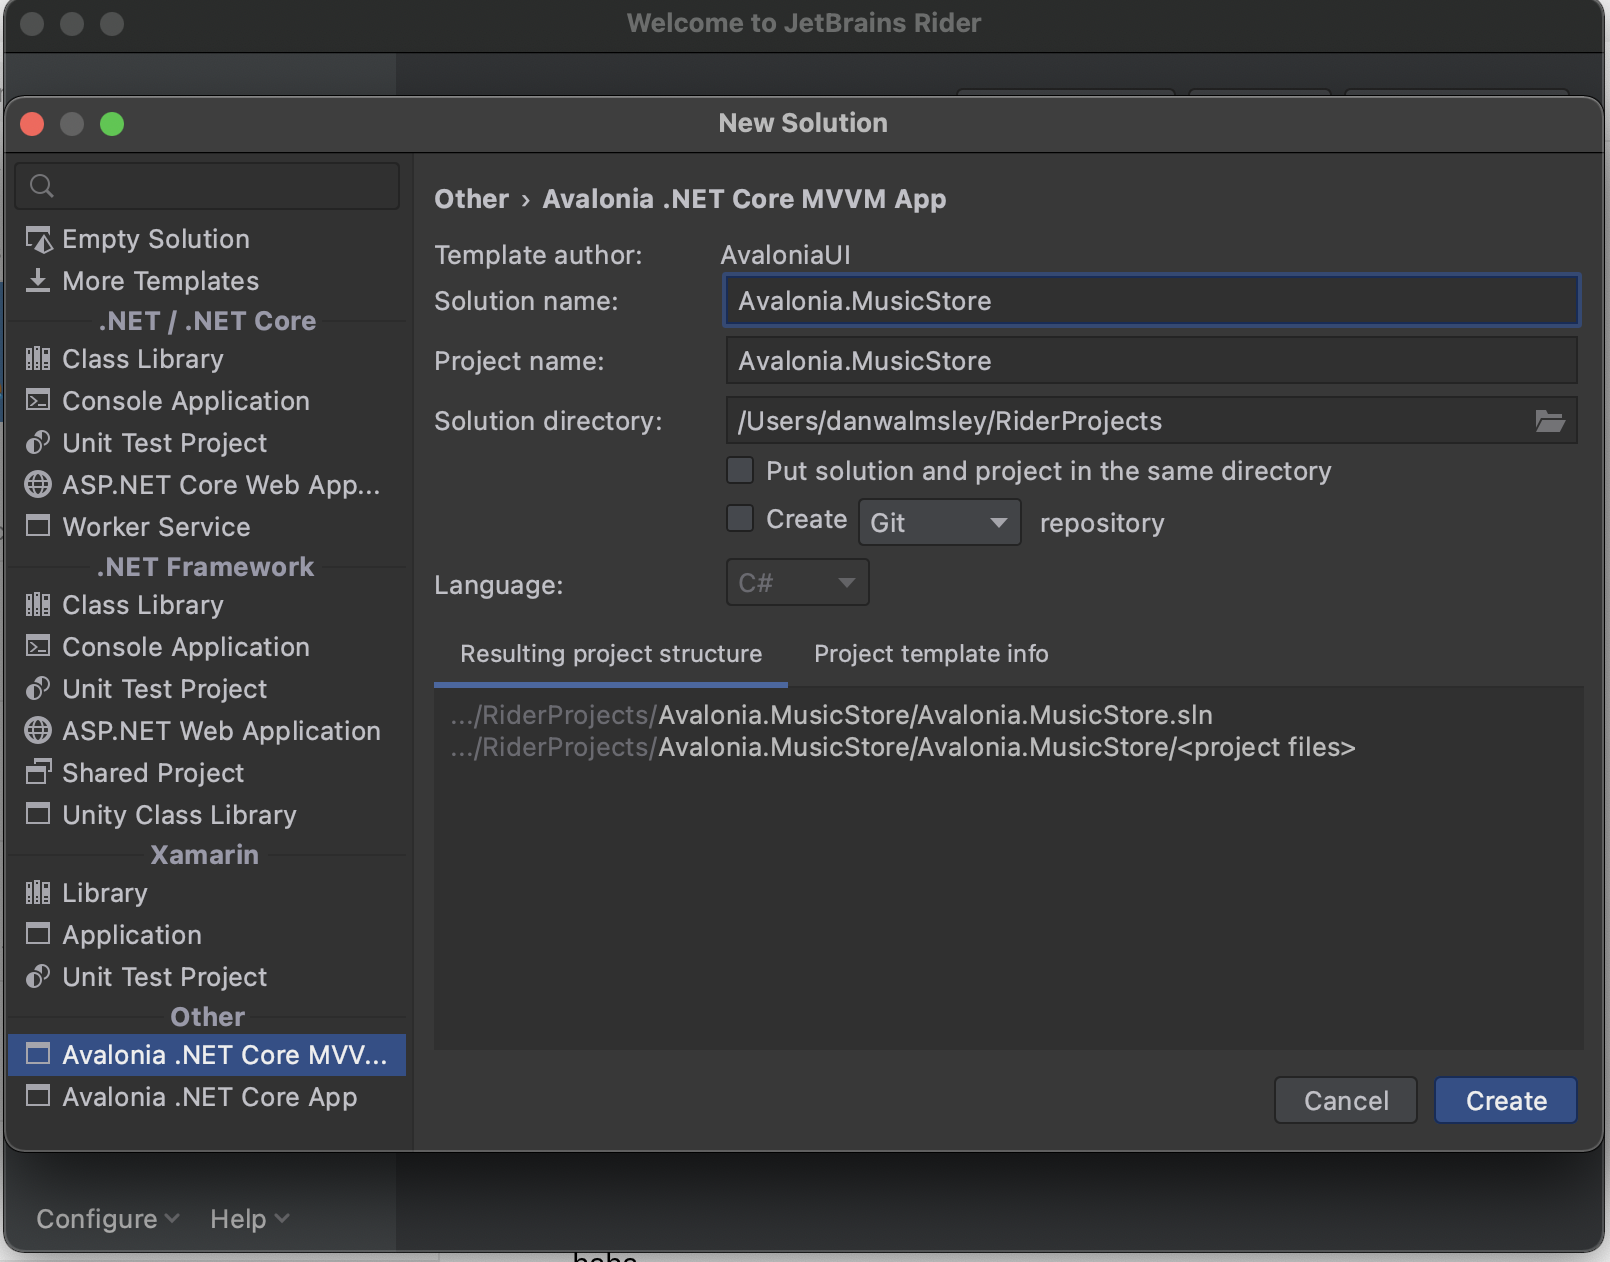 Welcome to JetBrains Rider
New Solution
Empty Solution
More Templates
.NET / .NET Core
Class Library
Console Application
Unit Test Project
ASP.NET Core Web App...
Worker Service
.NET Framework
Class Library
Console Application
Unit Test Project
ASP.NET Web Application
Shared Project
Unity Class Library
Xamarin
Library
Application
Unit Test Project
Other
Avalonia .NET Core MVV...
Avalonia .NET Core App
Other › Avalonia .NET Core MVVM App
Template author: AvaloniaUI
Solution name: Avalonia.MusicStore
Project name: Avalonia.MusicStore
Solution directory: /Users/danwalmsley/RiderProjects
Put solution and project in the same directory
Create Git repository
Language: C#
Resulting project structure Project template info
.../RiderProjects/Avalonia.MusicStore/Avalonia.MusicStore.sln
.../RiderProjects/Avalonia.MusicStore/Avalonia.MusicStore/<project files>
Cancel Create
Configure Help